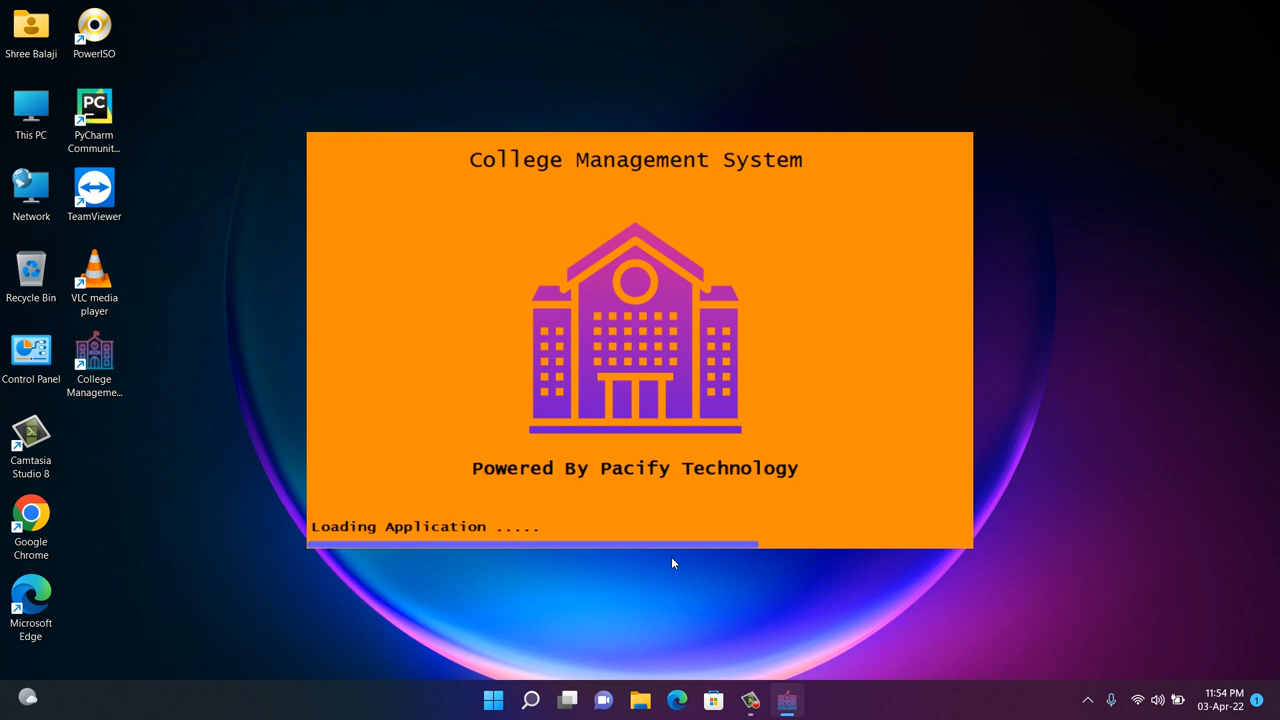 Shree Balaji
PowerISO
This PC
PC
PyCharm
Communit...
Network
TeamViewer
Recycle Bin
VLC media
player
Control Panel
College
Manageme...
Camtasia
Studio 8
Google
Chrome
Microsoft
Edge
College Management System
Powered By Pacify Technology
Loading Application .....
11:54 PM
03-Apr-22
1